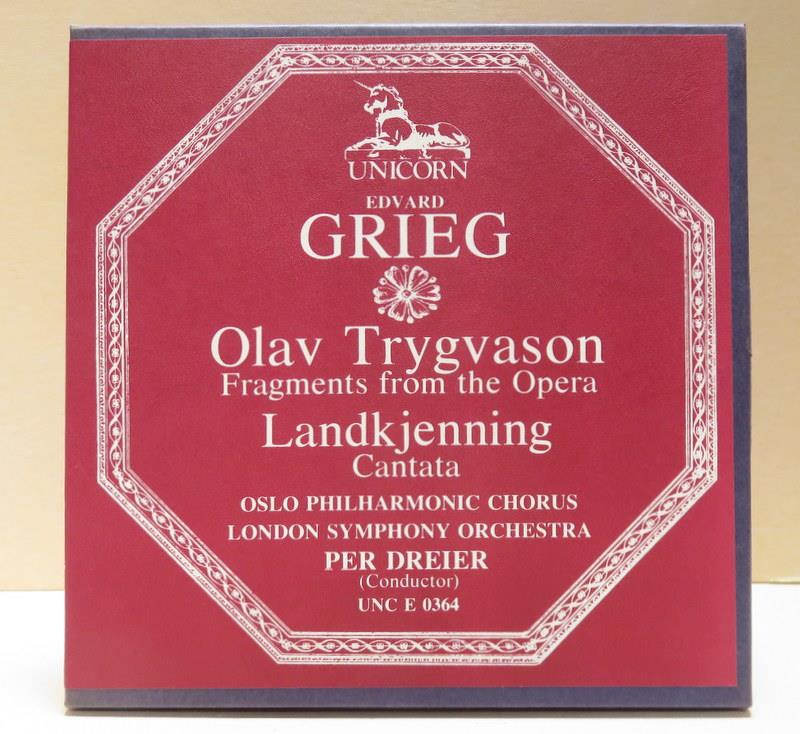 UNICORN
EDVARD
GRIEG
Olav Trygvason
Fragments from the Opera
Landkjenning
Cantata
OSLO PHILHARMONIC CHORUS
LONDON SYMPHONY ORCHESTRA
PER DREIER
(Conductor)
UNC E 0364